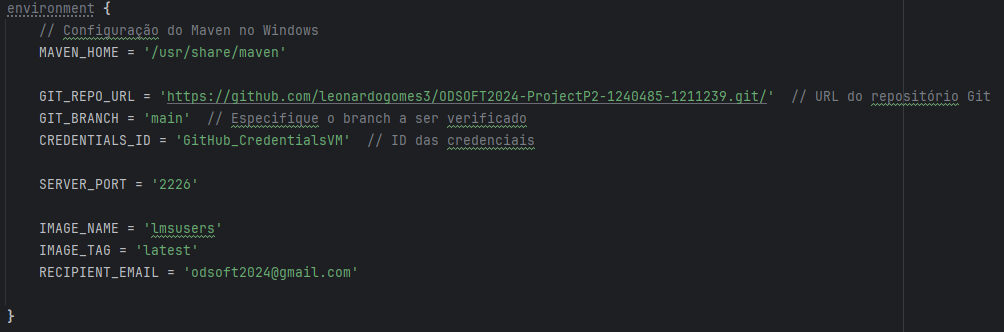 environment {
// Configuração do Maven no Windows
MAVEN_HOME = '/usr/share/maven'
GIT_REPO_URL = 'https://github.com/leonardogomes3/ODSOFT2024-ProjectP2-1240485-1211239.git/' // URL do repositório Git
GIT_BRANCH = 'main' // Especifique o branch a ser verificado
CREDENTIALS_ID = 'GitHub_CredentialsVM' // ID das credenciais
SERVER_PORT = '2226'
IMAGE_NAME = 'lmsusers'
IMAGE_TAG = 'latest'
RECIPIENT_EMAIL = 'odsoft2024@gmail.com'
}